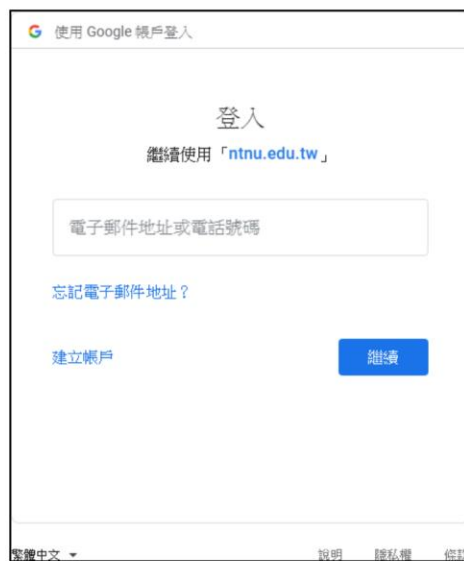 使用 Google 帳戶登入
登入
繼續使用「ntnu.edu.tw」
電子郵件地址或電話號碼
忘記電子郵件地址？
建立帳戶
繼續
繁體中文
說明 隱私權 條款